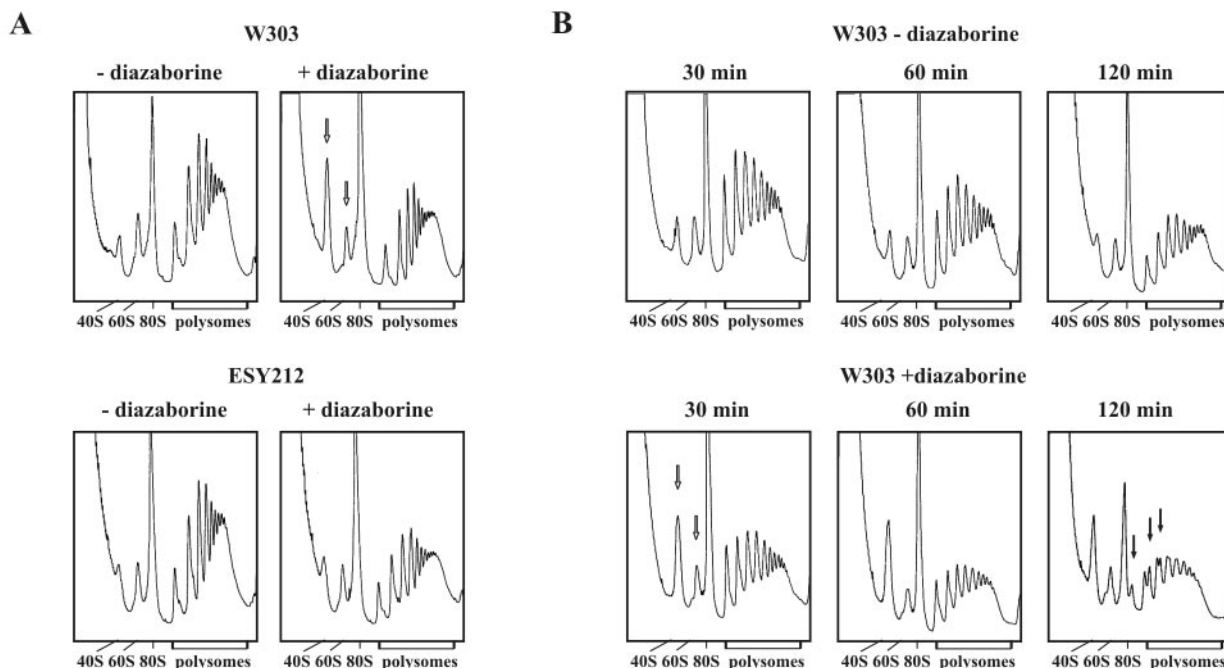 A
W303
- diazaborine + diazaborine
40S 60S 80S polysomes 40S 60S 80S polysomes
ESY212
- diazaborine + diazaborine
40S 60S 80S polysomes 40S 60S 80S polysomes
B
W303 - diazaborine
30 min 60 min 120 min
40S 60S 80S polysomes 40S 60S 80S polysomes 40S 60S 80S polysomes
W303 +diazaborine
30 min 60 min 120 min
40S 60S 80S polysomes 40S 60S 80S polysomes 40S 60S 80S polysomes